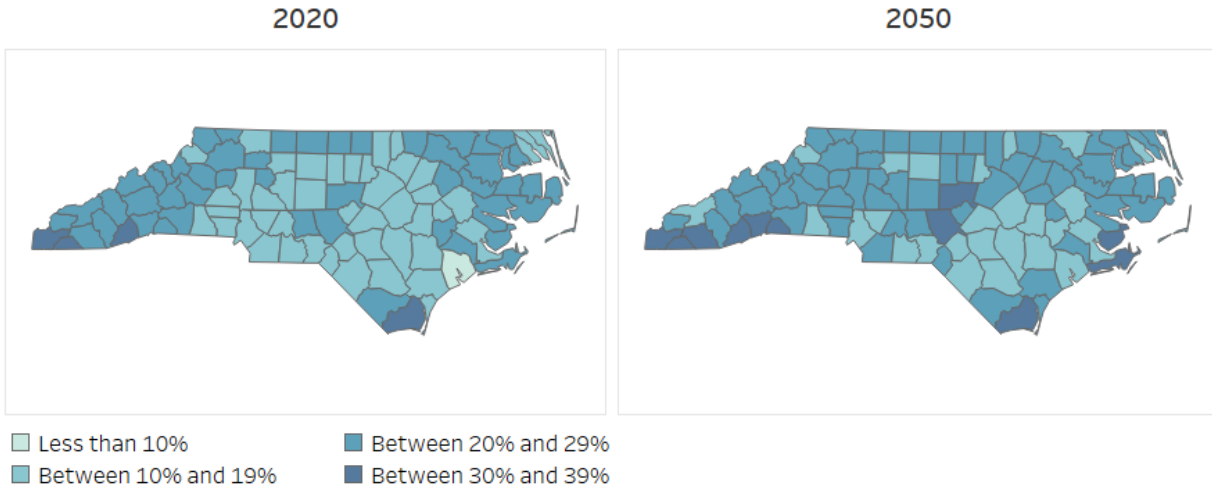 2020
2050
Less than 10%
Between 20% and 29%
Between 10% and 19%
Between 30% and 39%